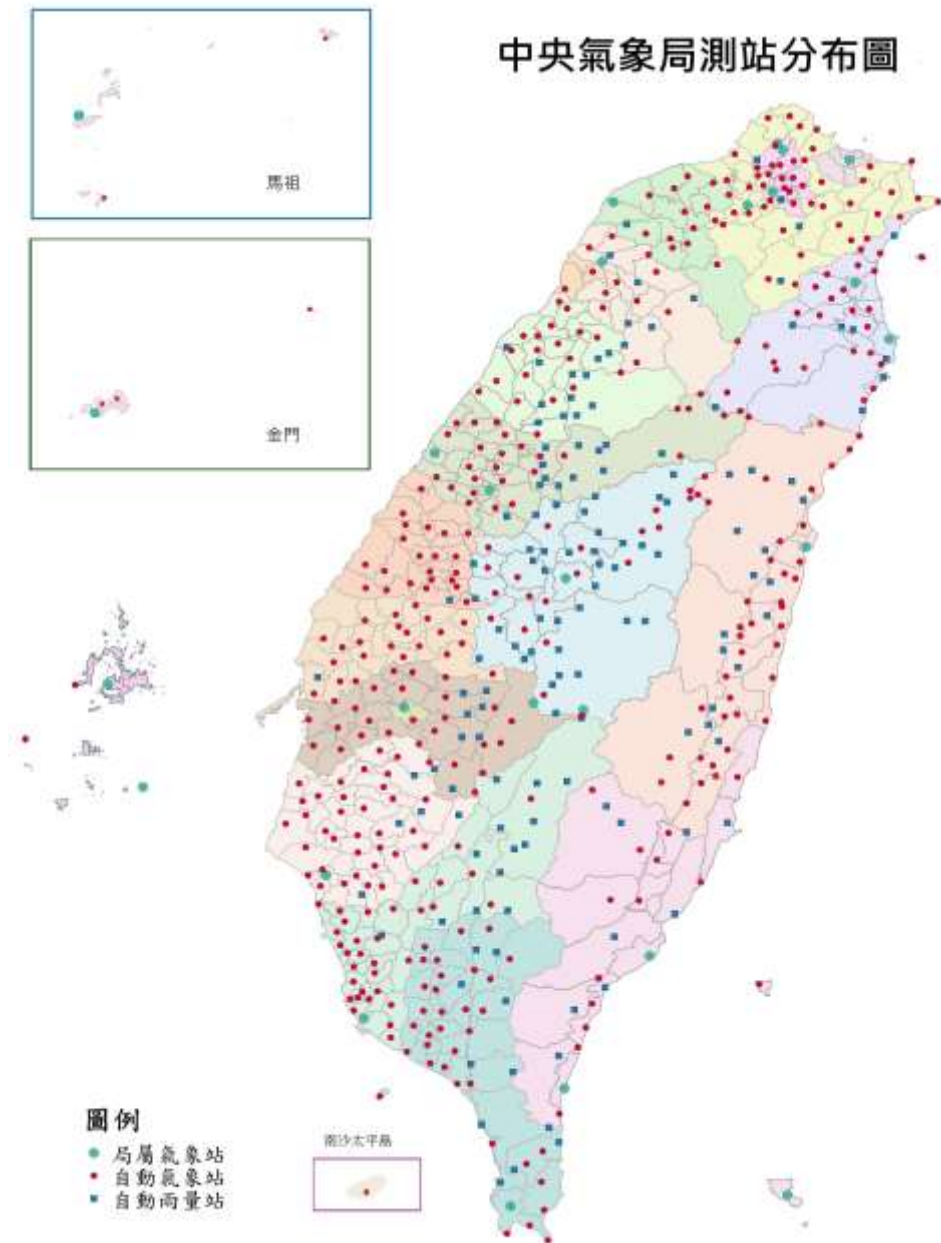 中央氣象局測站分布圖
馬祖
金門
圖例
局屬氣象站
自動氣象站
自動雨量站
南沙太平島